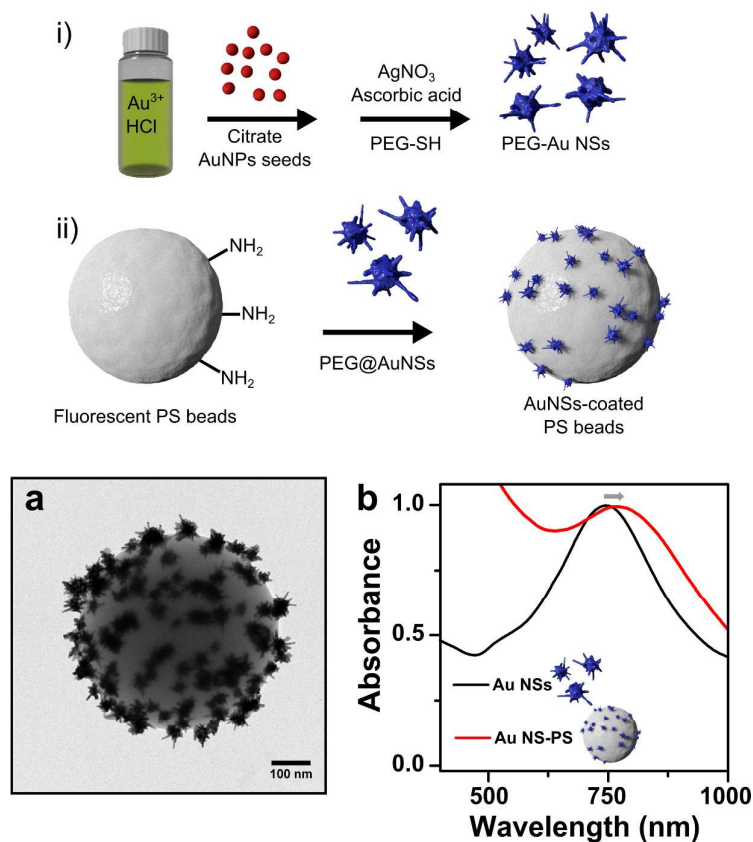 i)
Au³⁺
HCl
Citrate
AuNPs seeds
AgNO₃
Ascorbic acid
PEG-SH
PEG-Au NSs
ii)
NH₂
NH₂
NH₂
Fluorescent PS beads
PEG@AuNSs
AuNSs-coated
PS beads
a
100 nm
b
Absorbance
1.0
0.5
0.0
Au NSs
Au NS-PS
500
750
1000
Wavelength (nm)